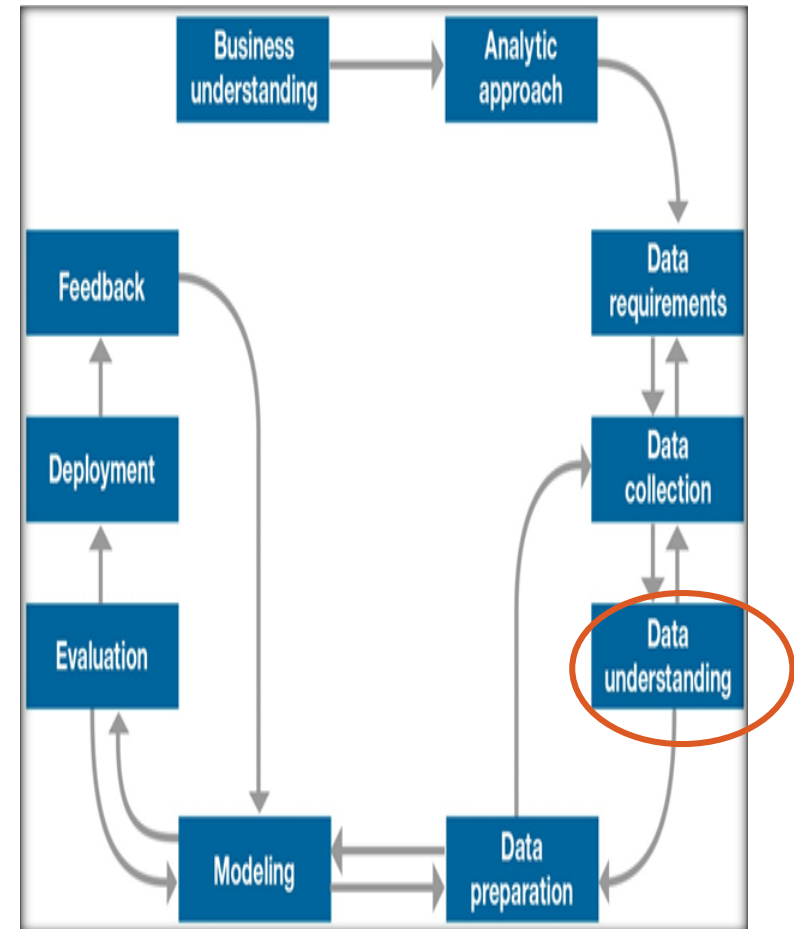 Business
understanding
Analytic
approach
Data
requirements
Data
collection
Data
understanding
Data
preparation
Modeling
Evaluation
Deployment
Feedback